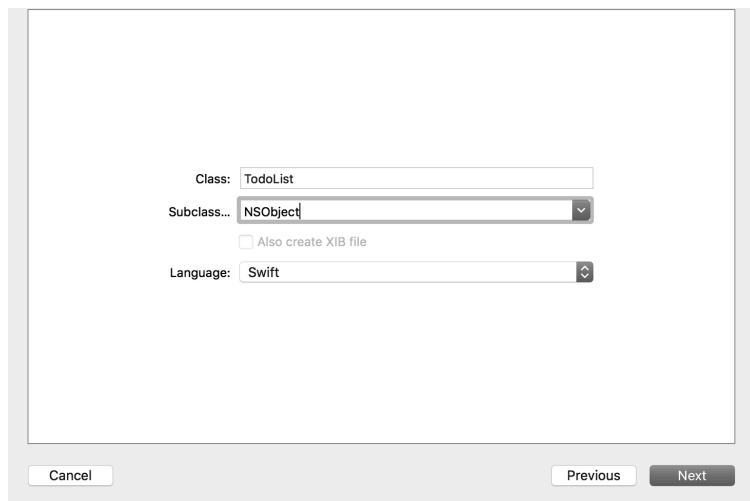 Class: TodoList
Subclass... NSObject
Also create XIB file
Language: Swift
Cancel Previous Next